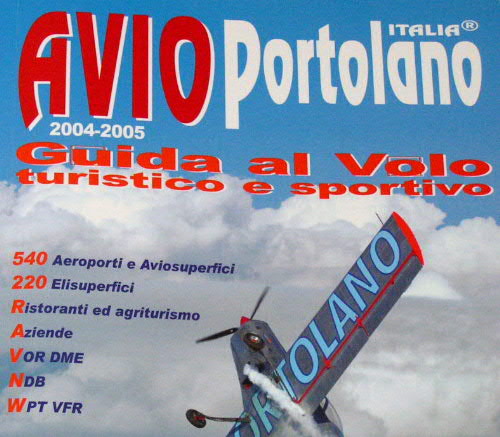 AVIO Portolano
ITALIA®
2004-2005
Guida al Volo
turistico e sportivo
540 Aeroporti e Aviosuperfici
220 Elisuperfici
Ristoranti ed agriturismo
Aziende
VOR DME
NDB
WPT VFR
ORTOLANO